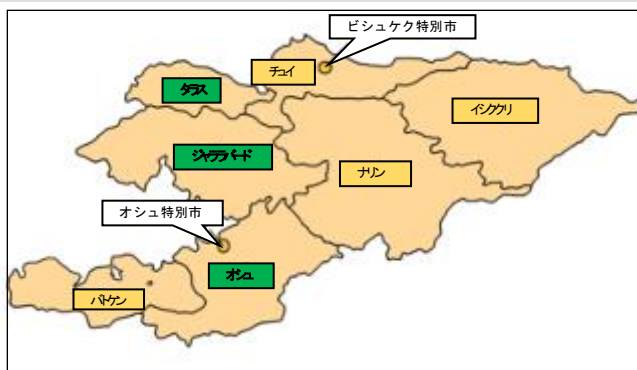 ビシュケク特別市
チュイ
タラス
イシククリ
ジャララバード
ナリン
オシュ特別市
オシュ
バトケン